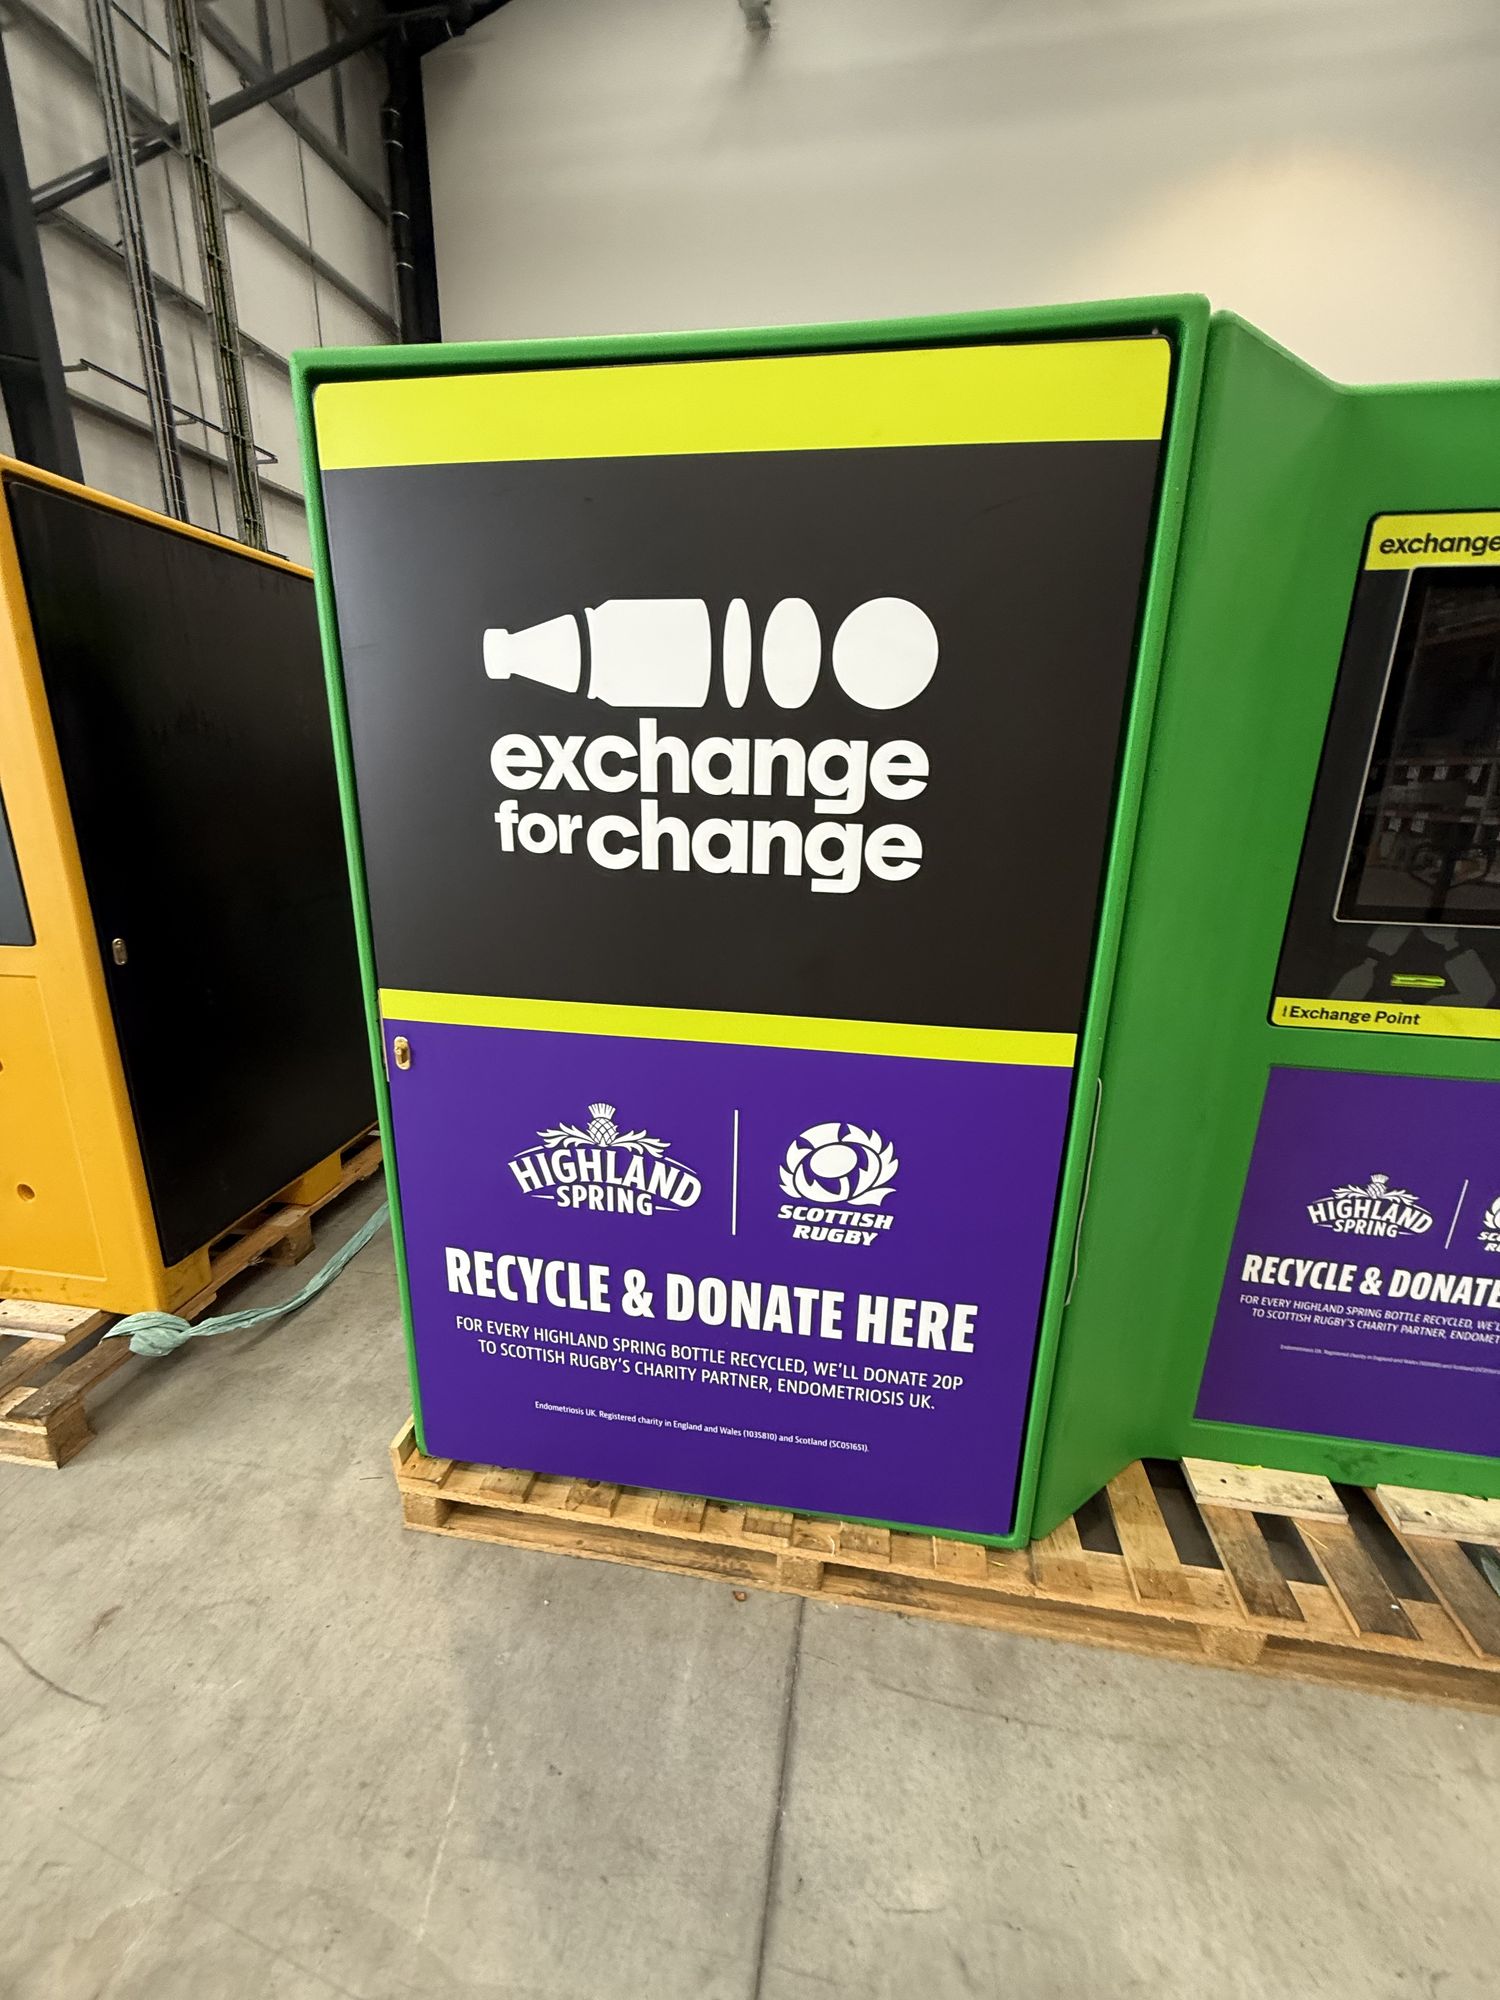 exchange
for change
HIGHLAND
SPRING
SCOTTISH
RUGBY
RECYCLE & DONATE HERE
FOR EVERY HIGHLAND SPRING BOTTLE RECYCLED, WE'LL DONATE 20P
TO SCOTTISH RUGBY'S CHARITY PARTNER, ENDOMETRIOSIS UK.
Endometriosis UK. Registered charity in England and Wales (1035810) and Scotland (SC051651).
exchange
Exchange Point
HIGHLAND
SPRING
RECYCLE & DONATE
FOR EVERY HIGHLAND SPRING BOTTLE RECYCLED,
TO SCOTTISH RUGBY'S CHARITY PARTNER,